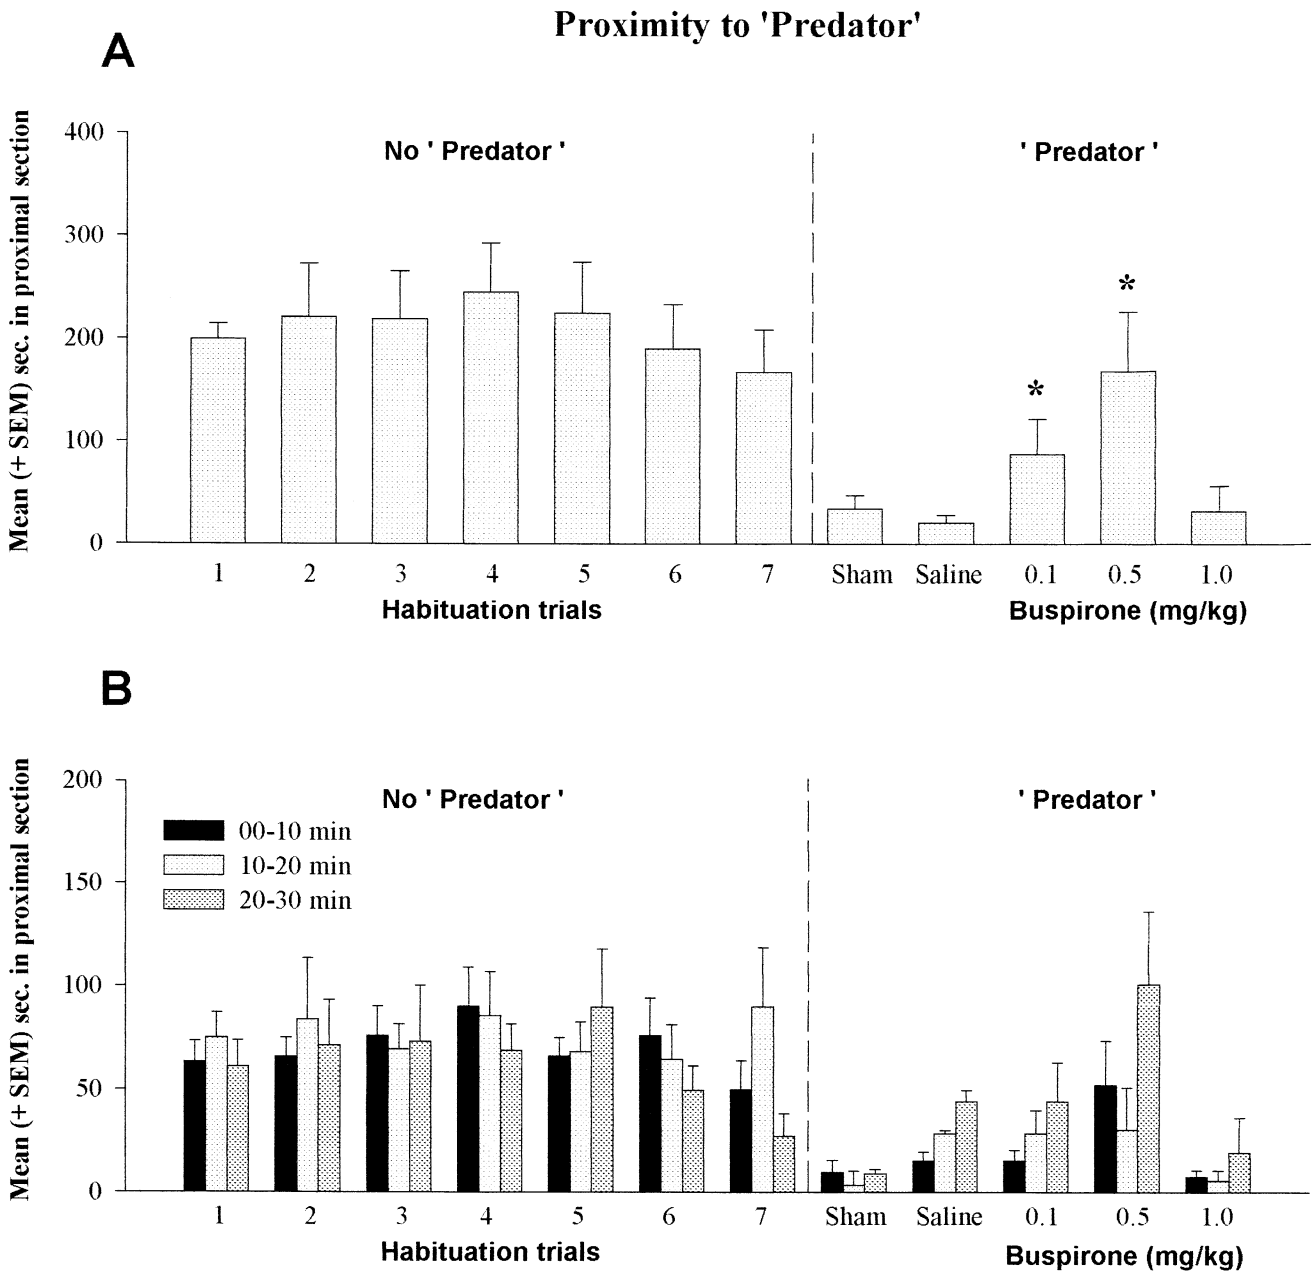 Proximity to 'Predator'
A
Mean (+ SEM) sec. in proximal section
400
300
200
100
0
No ' Predator '
' Predator '
*
*
1 2 3 4 5 6 7 Sham Saline 0.1 0.5 1.0
Habituation trials
Buspirone (mg/kg)
B
Mean (+ SEM) sec. in proximal section
200
150
100
50
0
No ' Predator '
' Predator '
00-10 min
10-20 min
20-30 min
1 2 3 4 5 6 7 Sham Saline 0.1 0.5 1.0
Habituation trials
Buspirone (mg/kg)